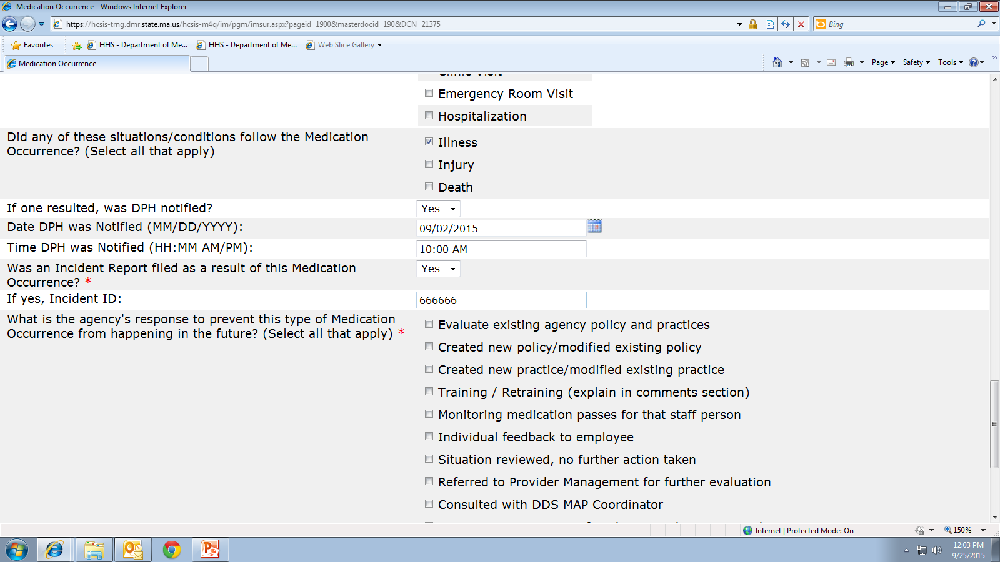 Medication Occurrence - Windows Internet Explorer
https://hcsis-trng.dmr.state.ma.us/hcsis-m4q/im/pgm/imsur.aspx?pageid=1900&masterdocid=190&DCN=21375
Bing
Favorites
HHS - Department of Me...
HHS - Department of Me...
Web Slice Gallery
Medication Occurrence
Page
Safety
Tools
»
Clinic Visit
Emergency Room Visit
Hospitalization
Did any of these situations/conditions follow the Medication
Occurrence? (Select all that apply)
Illness
Injury
Death
If one resulted, was DPH notified?
Yes
Date DPH was Notified (MM/DD/YYYY):
09/02/2015
Time DPH was Notified (HH:MM AM/PM):
10:00 AM
Was an Incident Report filed as a result of this Medication
Occurrence? *
Yes
If yes, Incident ID:
666666
What is the agency's response to prevent this type of Medication
Occurrence from happening in the future? (Select all that apply) *
Evaluate existing agency policy and practices
Created new policy/modified existing policy
Created new practice/modified existing practice
Training / Retraining (explain in comments section)
Monitoring medication passes for that staff person
Individual feedback to employee
Situation reviewed, no further action taken
Referred to Provider Management for further evaluation
Consulted with DDS MAP Coordinator
Internet | Protected Mode: On
150%
12:03 PM
9/25/2015